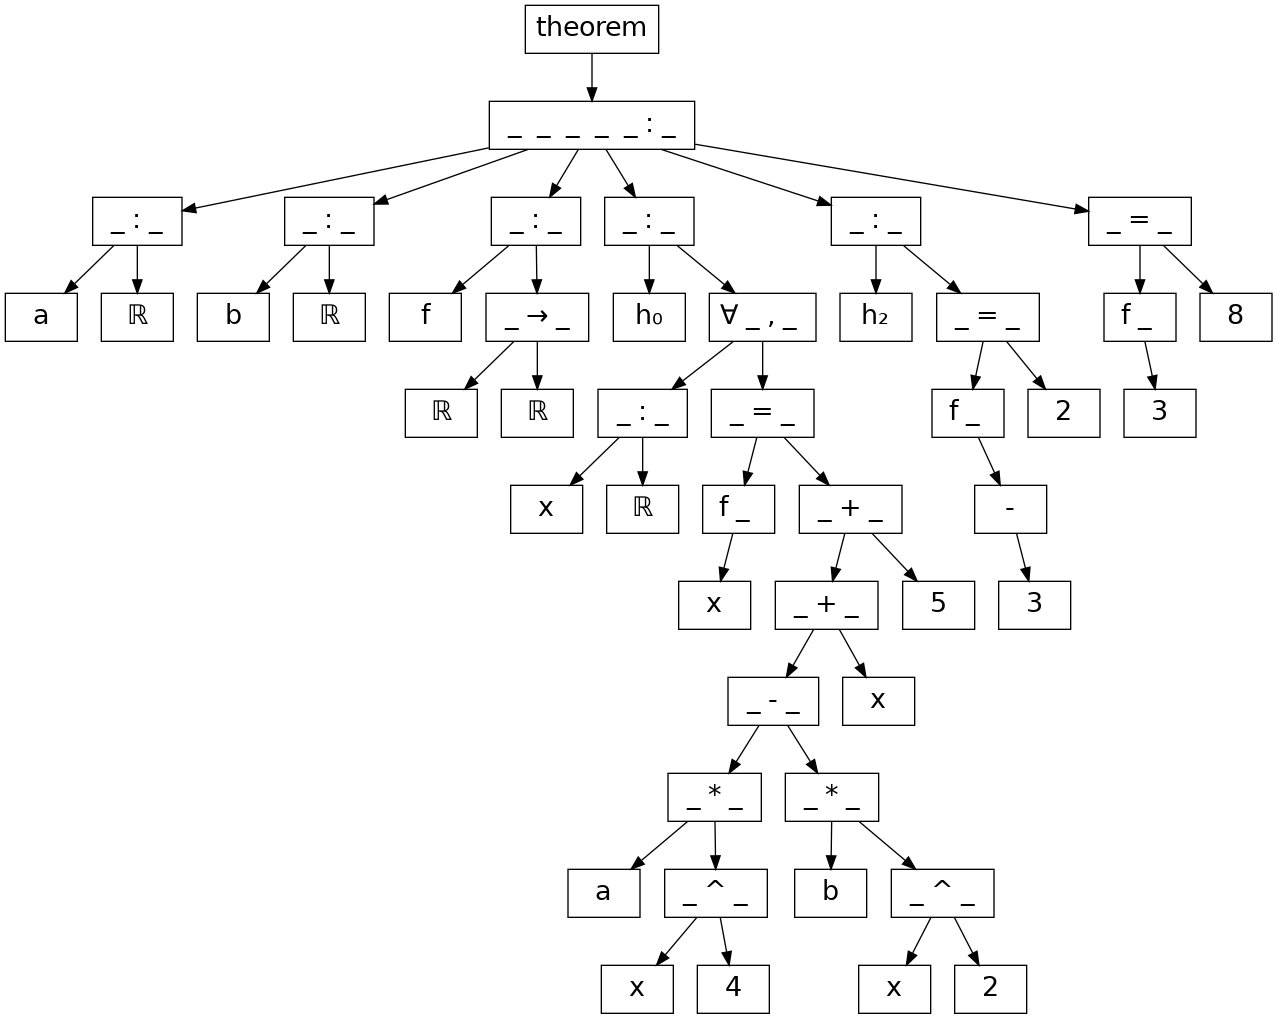 theorem
_ _ _ _ _ : _
_ : _ _ : _ _ : _ _ : _ _ : _ _ = _
a ℝ b ℝ f _ → _ h₀ ∀ _ , _ h₂ _ = _ f _ 8
ℝ ℝ _ : _ _ = _ f _ 2 3
x ℝ f _ _ + _ -
x _ + _ 5 3
_ - _ x
_ * _ _ * _
a _ ^ _ b _ ^ _
x 4 x 2